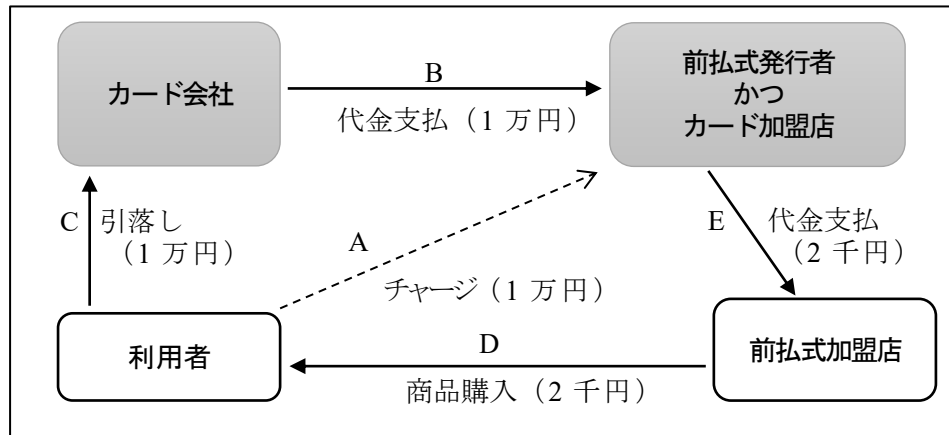 カード会社
B
代金支払（1 万円）
前払式発行者
かつ
カード加盟店
C 引落し
（1 万円）
A
チャージ（1 万円）
E 代金支払
（2 千円）
利用者
D
商品購入（2 千円）
前払式加盟店